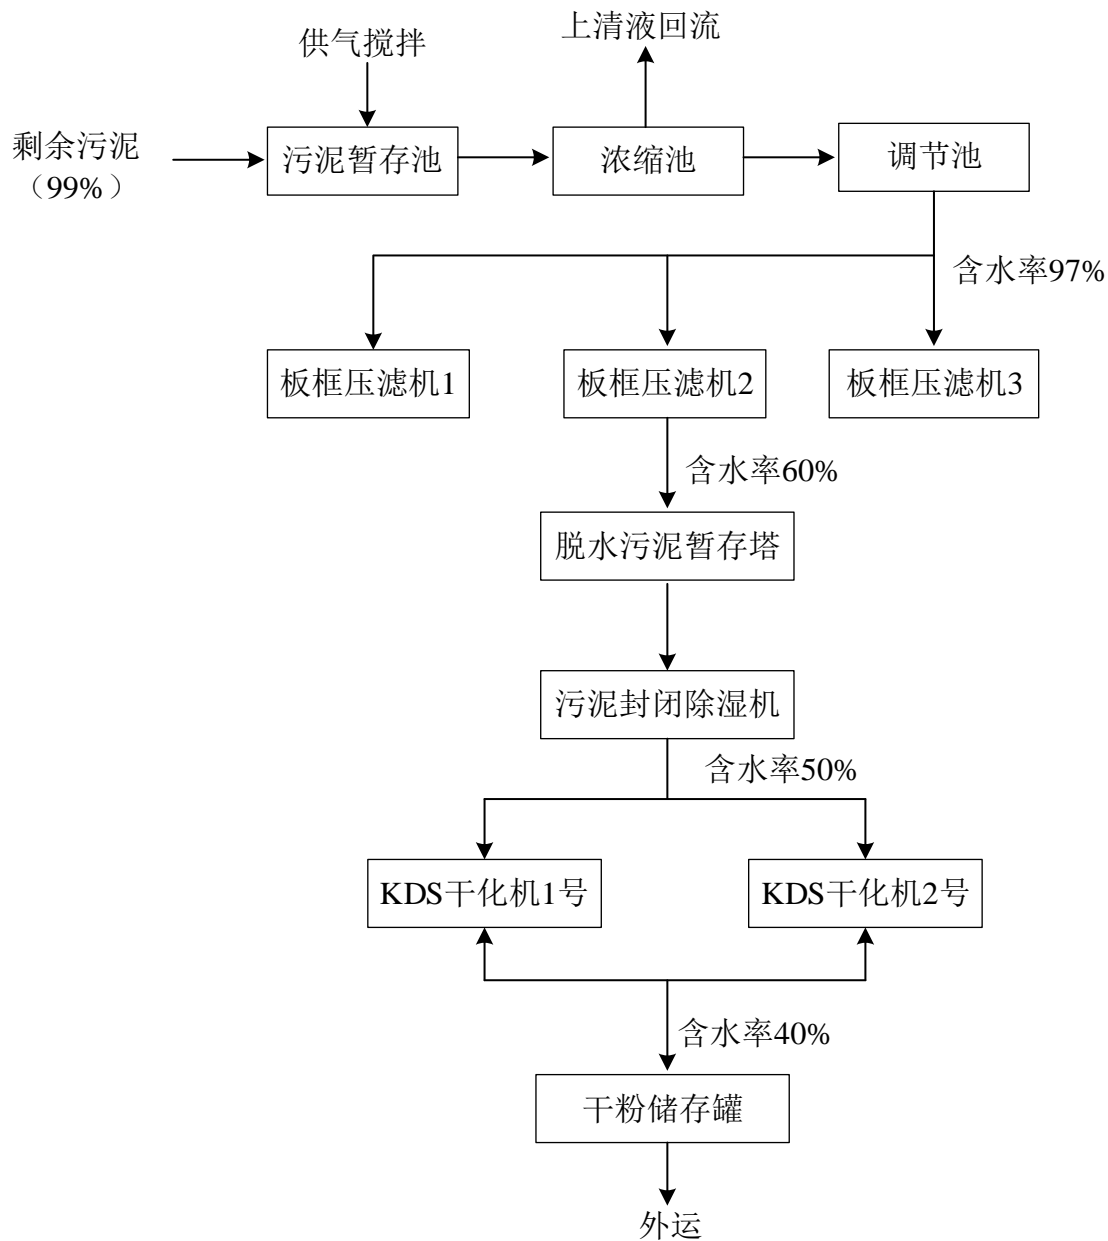 供气搅拌
上清液回流
剩余污泥
（99%）
污泥暂存池
浓缩池
调节池
含水率97%
板框压滤机1
板框压滤机2
板框压滤机3
含水率60%
脱水污泥暂存塔
污泥封闭除湿机
含水率50%
KDS干化机1号
KDS干化机2号
含水率40%
干粉储存罐
外运